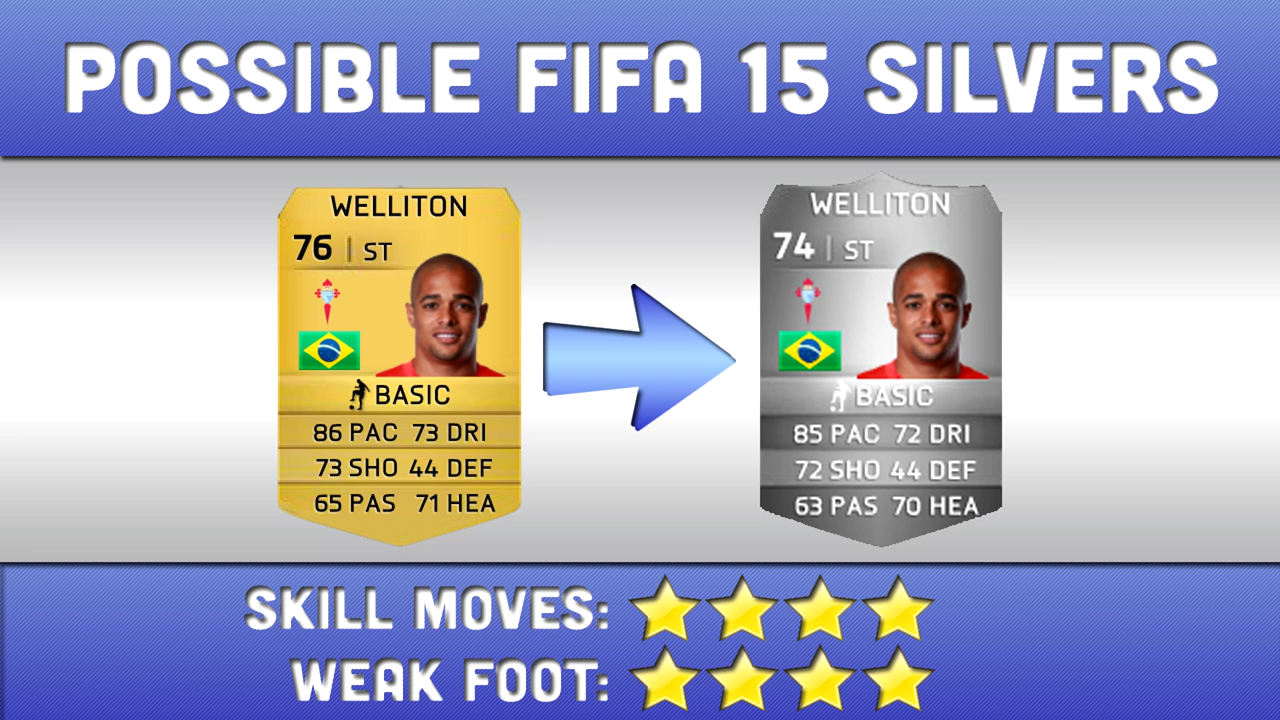 POSSIBLE FIFA 15 SILVERS
WELLITON
76 | ST
BASIC
86 PAC 73 DRI
73 SHO 44 DEF
65 PAS 71 HEA
WELLITON
74 | ST
BASIC
85 PAC 72 DRI
72 SHO 44 DEF
63 PAS 70 HEA
SKILL MOVES:
WEAK FOOT: